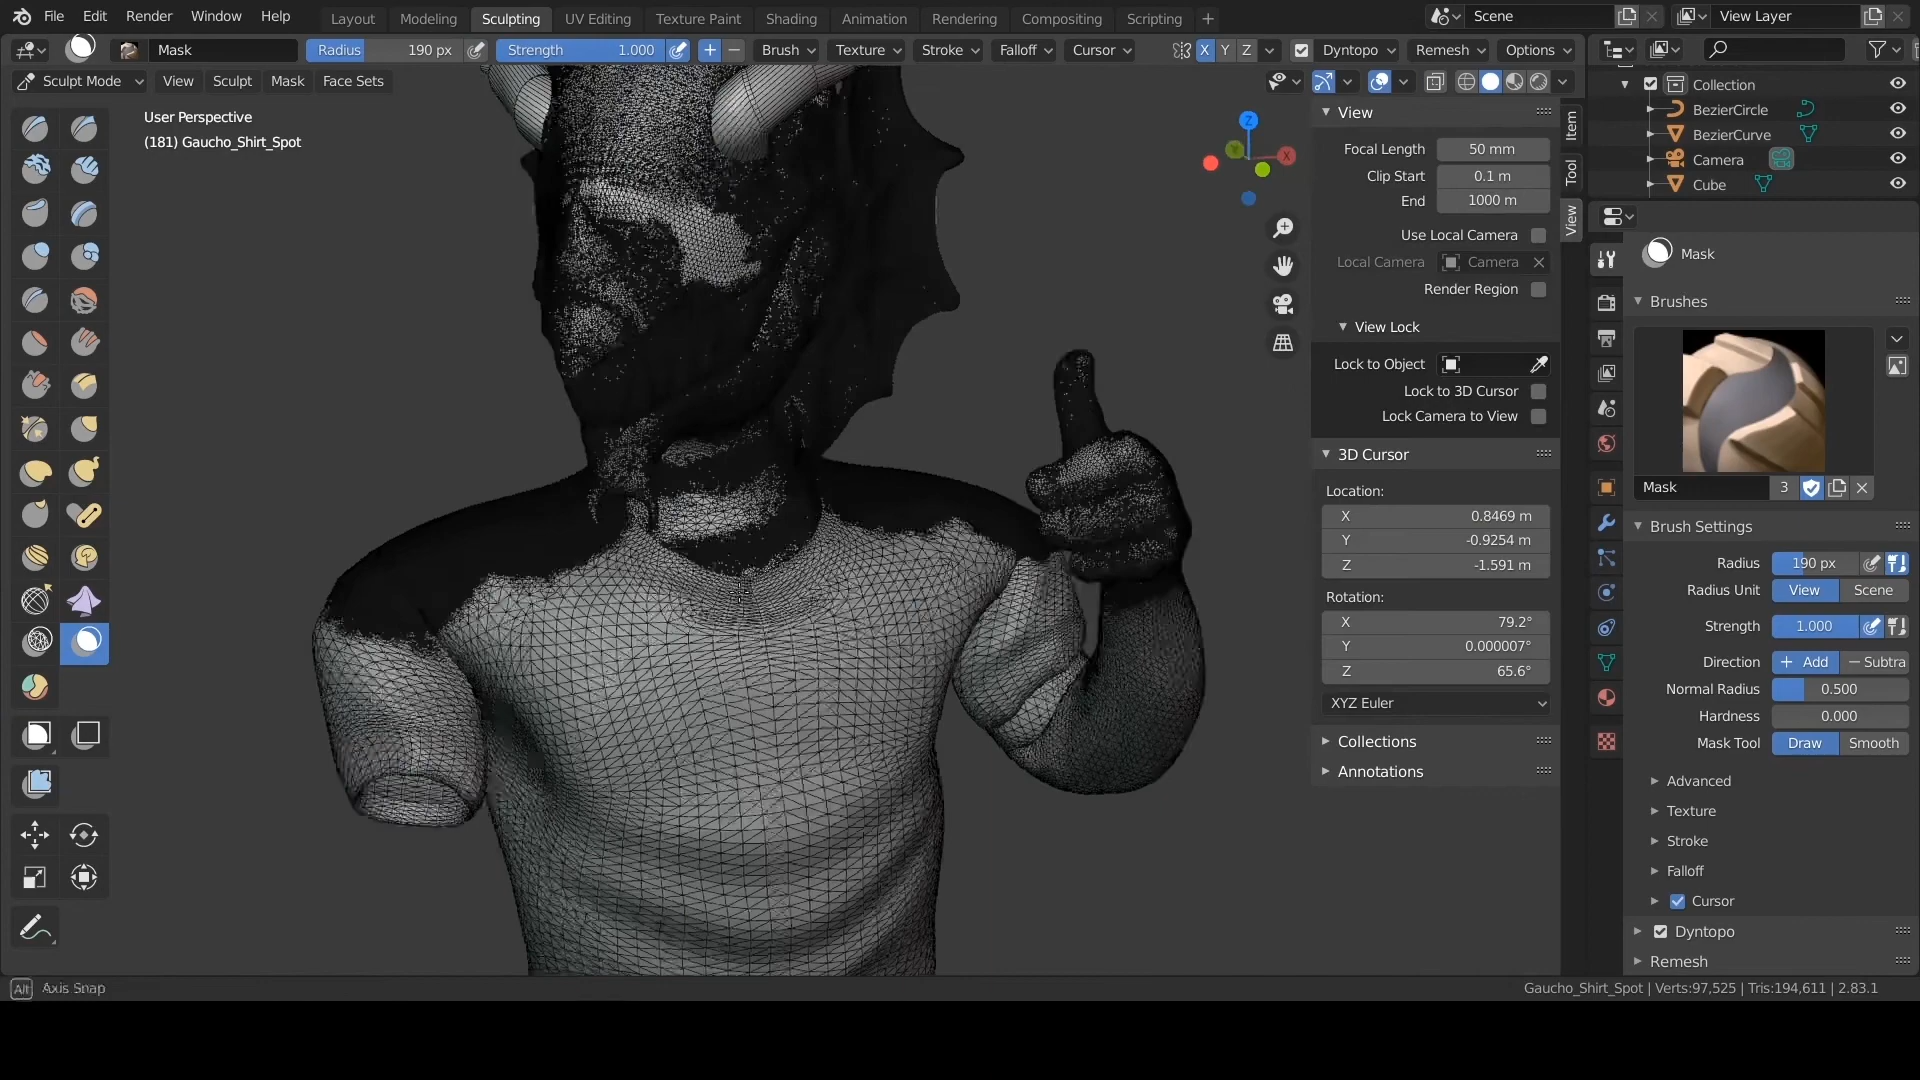 File Edit Render Window Help Layout Modeling Sculpting UV Editing Texture Paint Shading Animation Rendering Compositing Scripting + Scene View Layer
Mask Radius 190 px Strength 1.000 + − Brush Texture Stroke Falloff Cursor X Y Z Dyntopo Remesh Options
Sculpt Mode View Sculpt Mask Face Sets
User Perspective
(181) Gaucho_Shirt_Spot
Z
Y
X
View
Focal Length 50 mm
Clip Start 0.1 m
End 1000 m
Use Local Camera
Local Camera Camera
Render Region
View Lock
Lock to Object
Lock to 3D Cursor
Lock Camera to View
3D Cursor
Location:
X 0.8469 m
Y -0.9254 m
Z -1.591 m
Rotation:
X 79.2°
Y 0.000007°
Z 65.6°
XYZ Euler
Collections
Annotations
Item
Tool
View
Collection
BezierCircle
BezierCurve
Camera
Cube
Mask
Brushes
Mask 3
Brush Settings
Radius 190 px
Radius Unit View Scene
Strength 1.000
Direction + Add − Subtra
Normal Radius 0.500
Hardness 0.000
Mask Tool Draw Smooth
Advanced
Texture
Stroke
Falloff
Cursor
Dyntopo
Remesh
Alt Axis Snap
Gaucho_Shirt_Spot | Verts:97,525 | Tris:194,611 | 2.83.1